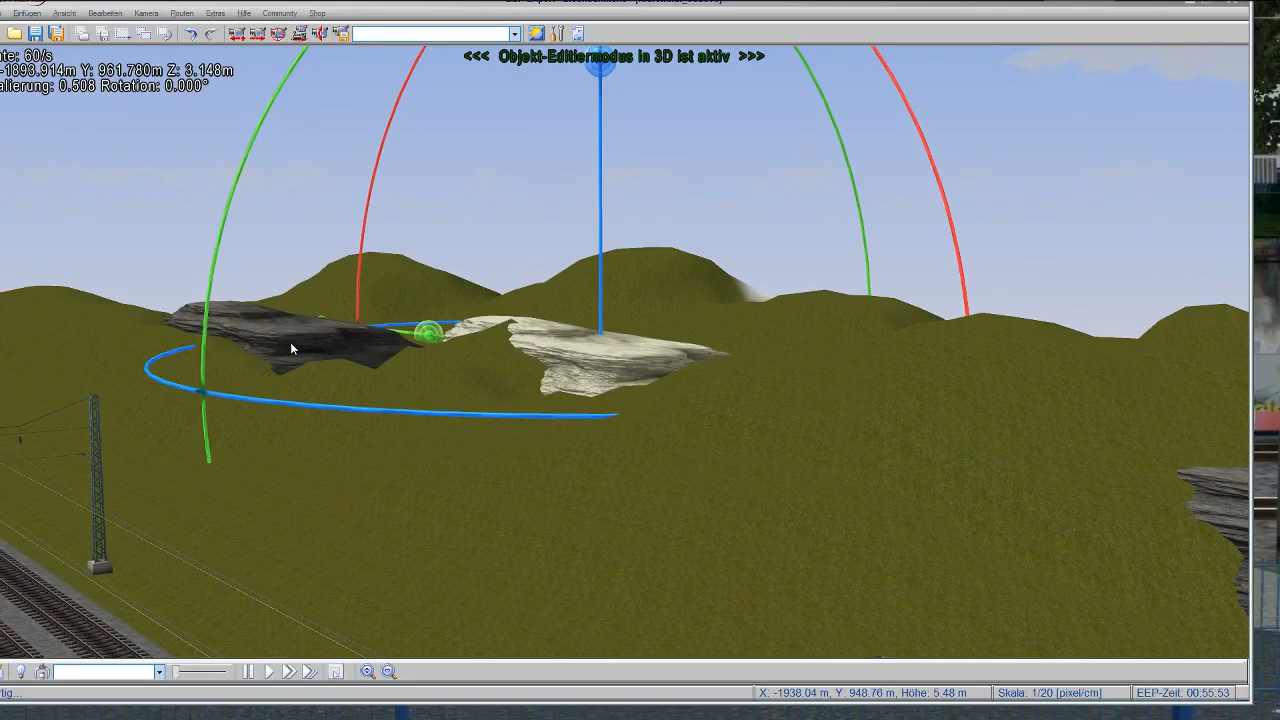 Einfügen Ansicht Bearbeiten Kamera Routen Extras Hilfe Community Shop
<<< Objekt-Editiermodus in 3D ist aktiv >>>
ate: 60/s
-1893.914m Y: 961.780m Z: 3.148m
alierung: 0.508 Rotation: 0.000°
rtig... X. -1938.04 m, Y. 948.76 m, Höhe: 5.48 m Skala: 1/20 [pixel/cm] EEP-Zeit. 00:55:53